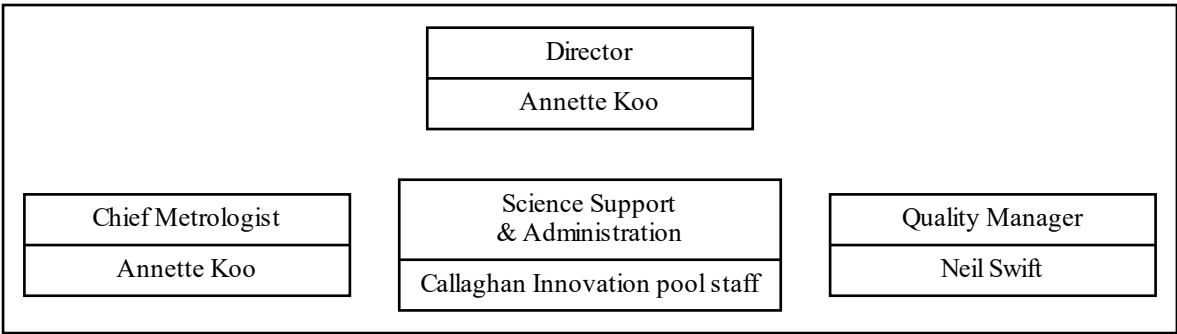 Director
Annette Koo
Chief Metrologist
Annette Koo
Science Support
& Administration
Callaghan Innovation pool staff
Quality Manager
Neil Swift